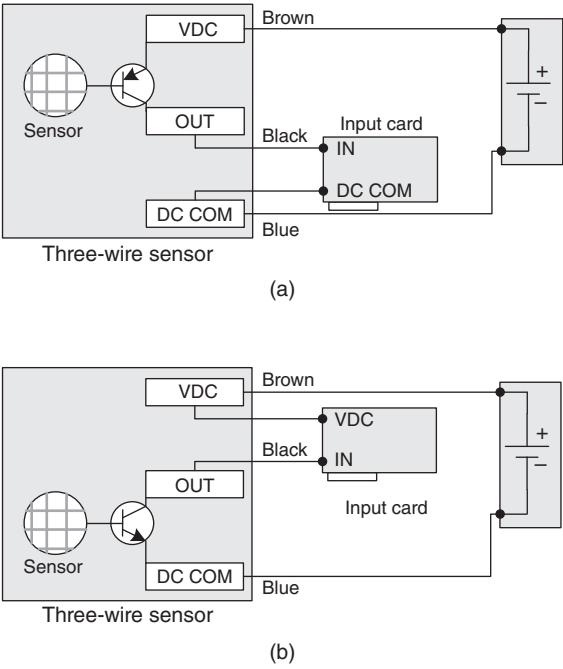 VDC
Brown
+
−
Sensor
OUT
Black
Input card
IN
DC COM
DC COM
Blue
Three-wire sensor
(a)
VDC
Brown
VDC
Black
IN
+
−
OUT
Input card
Sensor
DC COM
Blue
Three-wire sensor
(b)